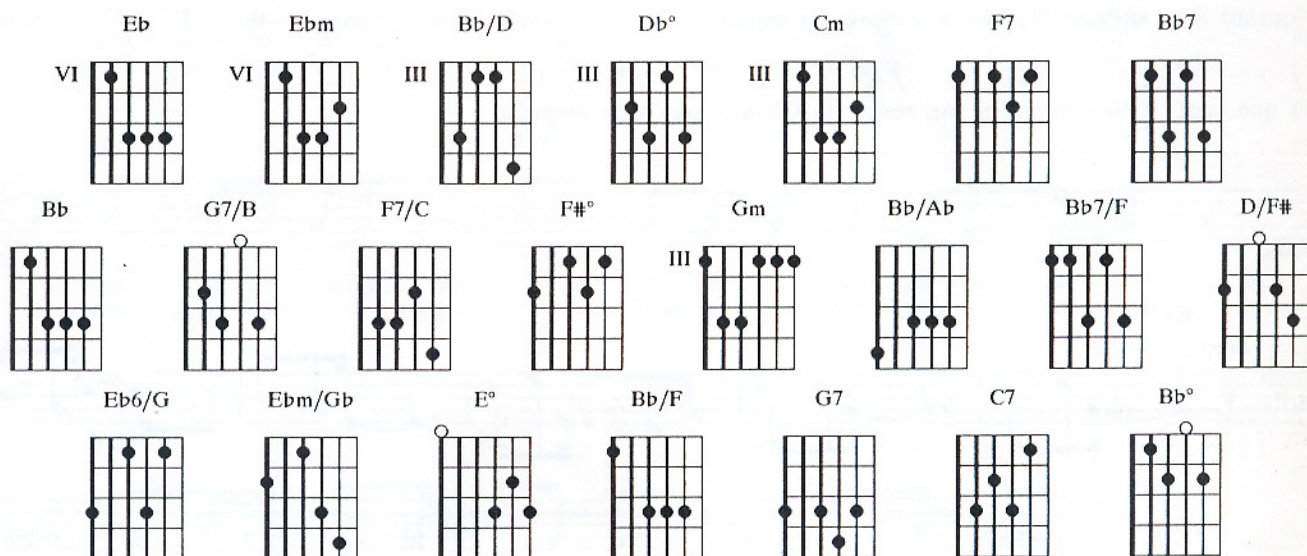 Eb Ebm Bb/D Db° Cm F7 Bb7
VI VI III III III
Bb G7/B F7/C F#° Gm Bb/Ab Bb7/F D/F#
III
Eb6/G Ebm/Gb E° Bb/F G7 C7 Bb°